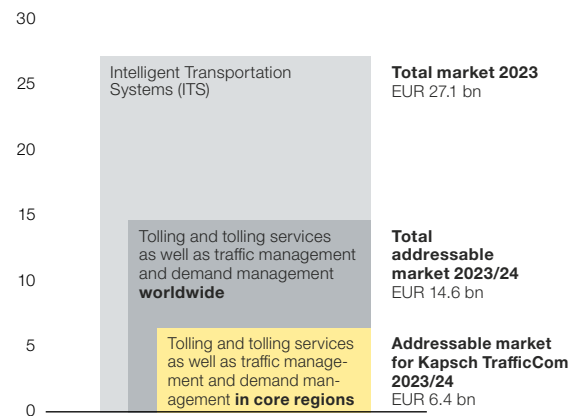 30
25
20
15
10
5
0
Intelligent Transportation
Systems (ITS)
Total market 2023
EUR 27.1 bn
Tolling and tolling services
as well as traffic management
and demand management
worldwide
Total
addressable
market 2023/24
EUR 14.6 bn
Tolling and tolling services
as well as traffic manage-
ment and demand man-
agement in core regions
Addressable market
for Kapsch TrafficCom
2023/24
EUR 6.4 bn